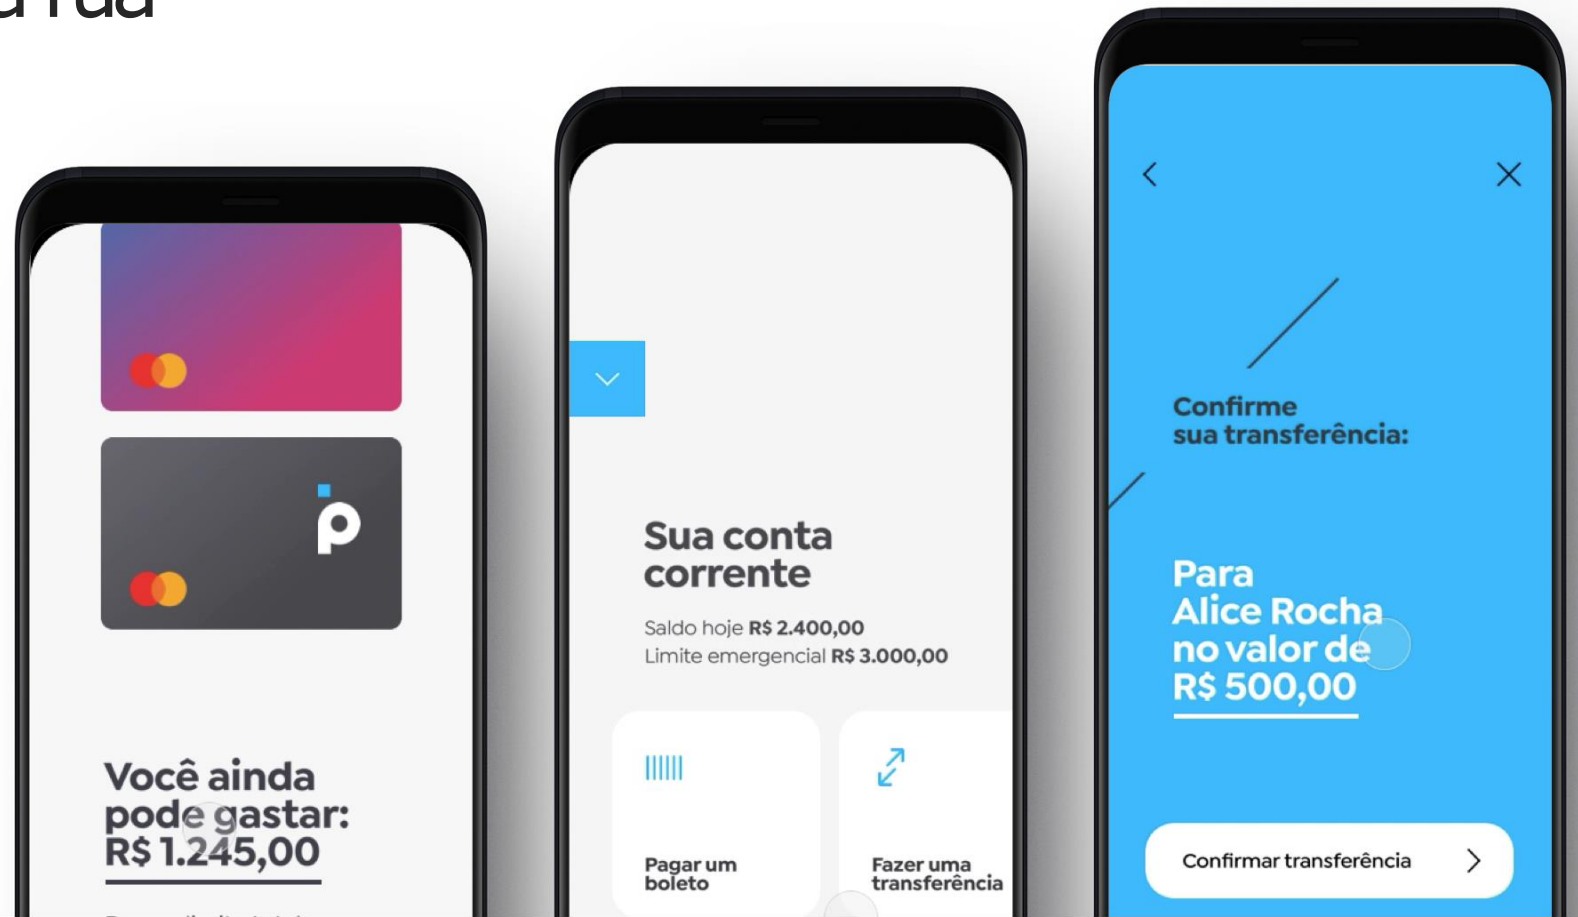 a rua
Você ainda
pode gastar:
R$ 1.245,00
Sua conta
corrente
Saldo hoje R$ 2.400,00
Limite emergencial R$ 3.000,00
Pagar um
boleto
Fazer uma
transferência
Confirme
sua transferência:
Para
Alice Rocha
no valor de
R$ 500,00
Confirmar transferência